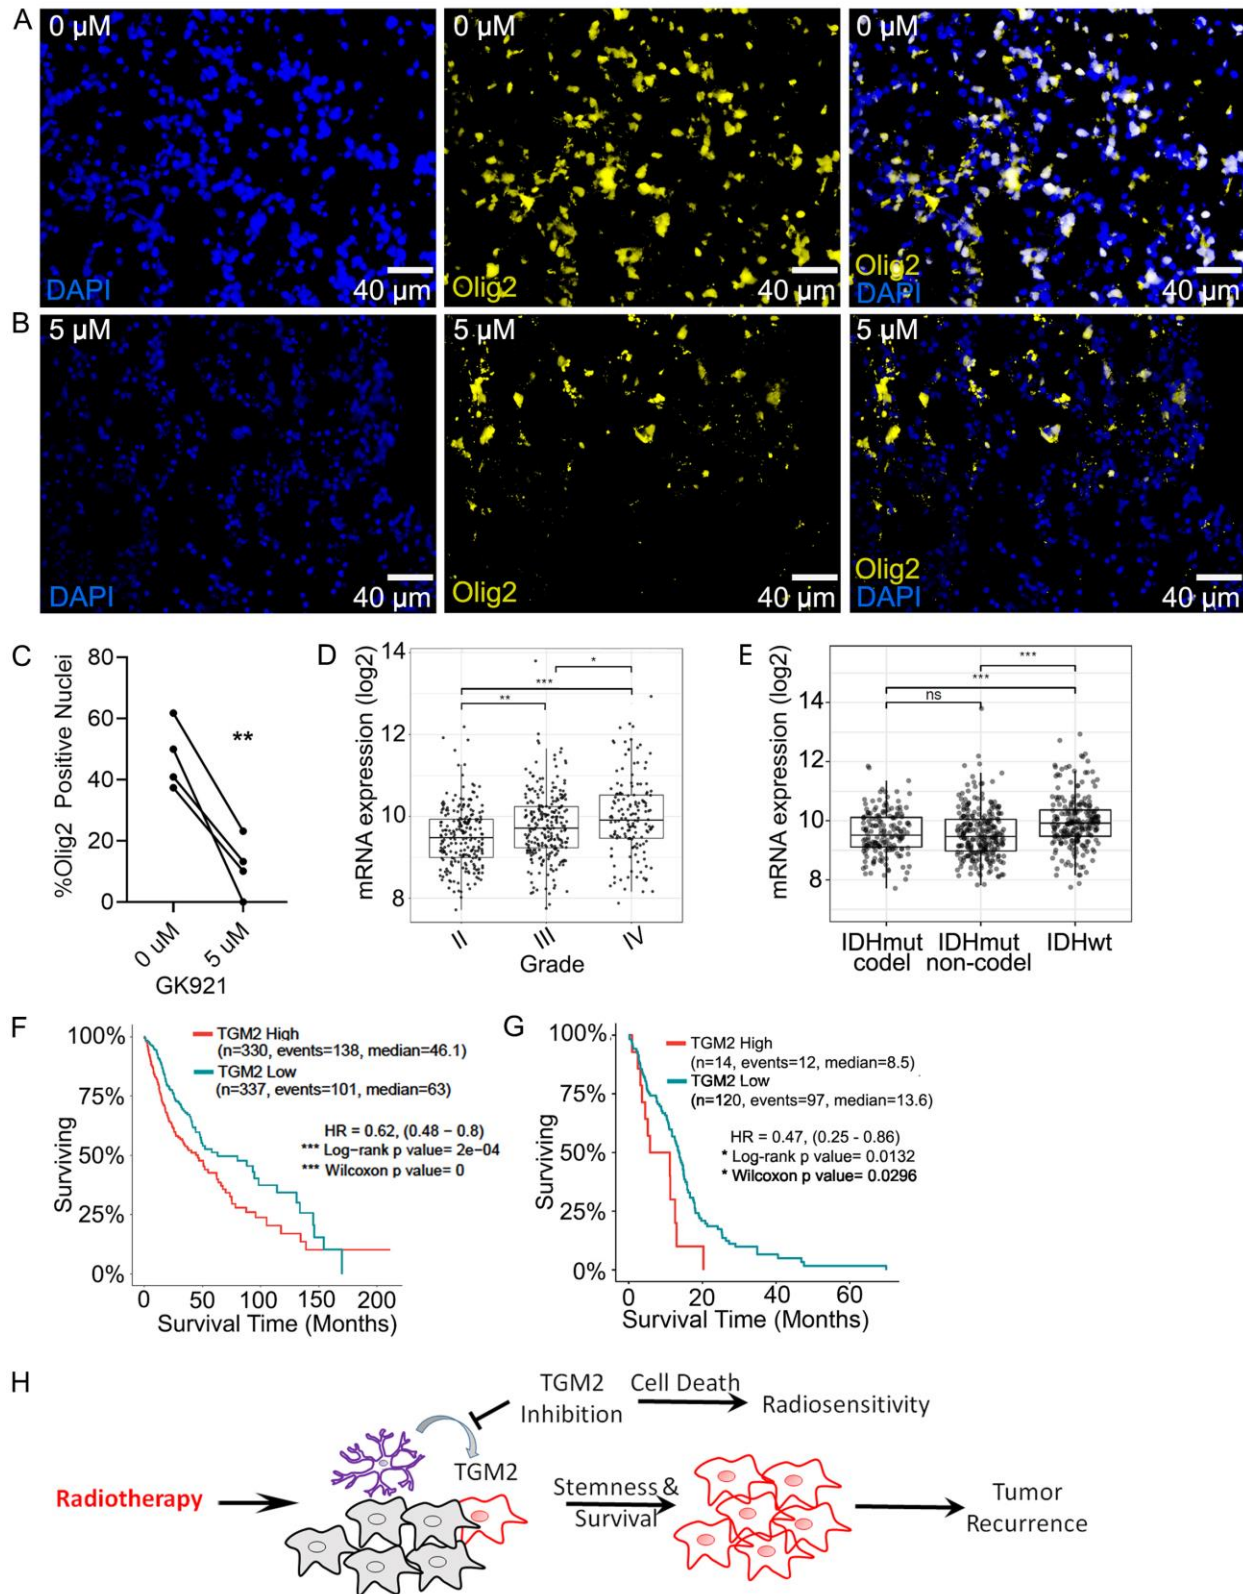 A
0 µM
0 µM
0 µM
DAPI
40 µm
Olig2
40 µm
Olig2
DAPI
40 µm
B
5 µM
5 µM
5 µM
DAPI
40 µm
Olig2
40 µm
Olig2
DAPI
40 µm
C
%Olig2 Positive Nuclei
80
60
40
20
0
**
0 uM
5 uM
GK921
D
mRNA expression (log2)
14
12
10
8
*
***
**
II
III
IV
Grade
E
mRNA expression (log2)
14
12
10
8
***
***
ns
IDHmut
codel
IDHmut
non-codel
IDHwt
F
Surviving
100%
75%
50%
25%
0%
TGM2 High
(n=330, events=138, median=46.1)
TGM2 Low
(n=337, events=101, median=63)
HR = 0.62, (0.48 – 0.8)
*** Log-rank p value= 2e-04
*** Wilcoxon p value= 0
0 50 100 150 200
Survival Time (Months)
G
Surviving
100%
75%
50%
25%
0%
TGM2 High
(n=14, events=12, median=8.5)
TGM2 Low
(n=120, events=97, median=13.6)
HR = 0.47, (0.25 - 0.86)
* Log-rank p value= 0.0132
* Wilcoxon p value= 0.0296
0 20 40 60
Survival Time (Months)
H
TGM2
Inhibition
Cell Death
Radiosensitivity
Radiotherapy
TGM2
Stemness &
Survival
Tumor
Recurrence